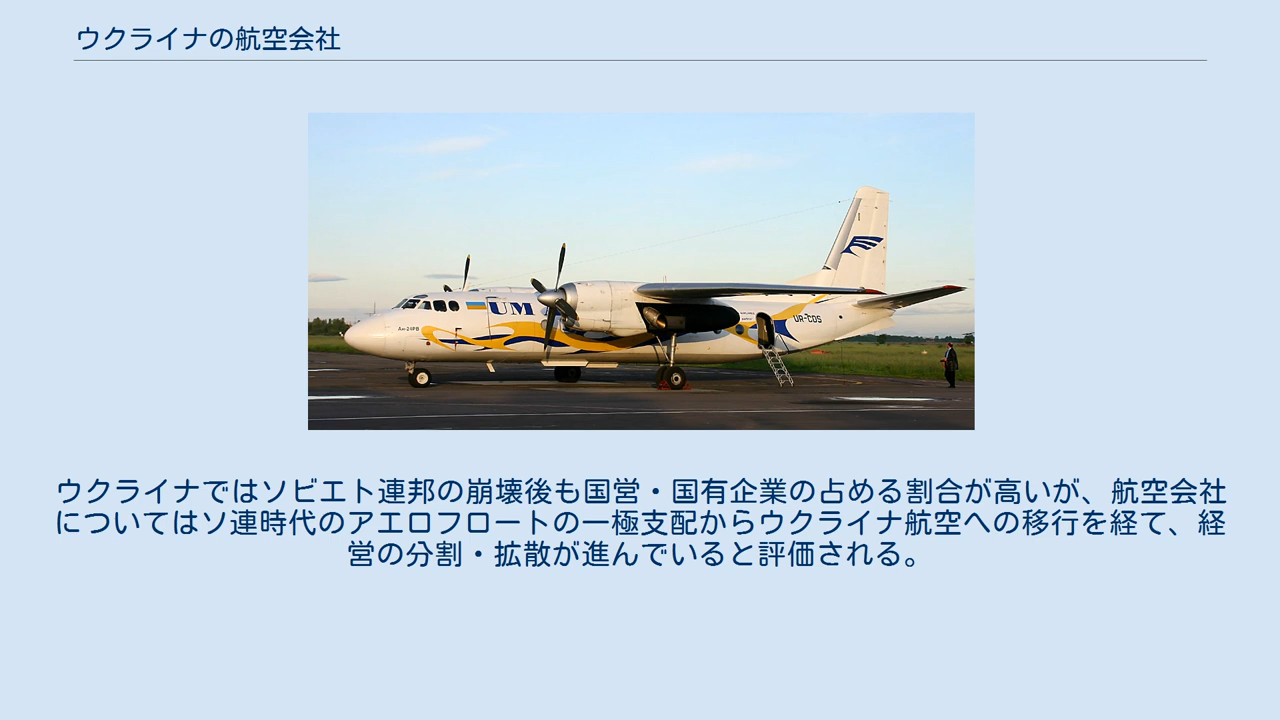 ウクライナの航空会社
UM
Ан-24РВ
UR-CDS
ウクライナではソビエト連邦の崩壊後も国営・国有企業の占める割合が高いが、航空会社
についてはソ連時代のアエロフロートの一極支配からウクライナ航空への移行を経て、経
営の分割・拡散が進んでいると評価される。